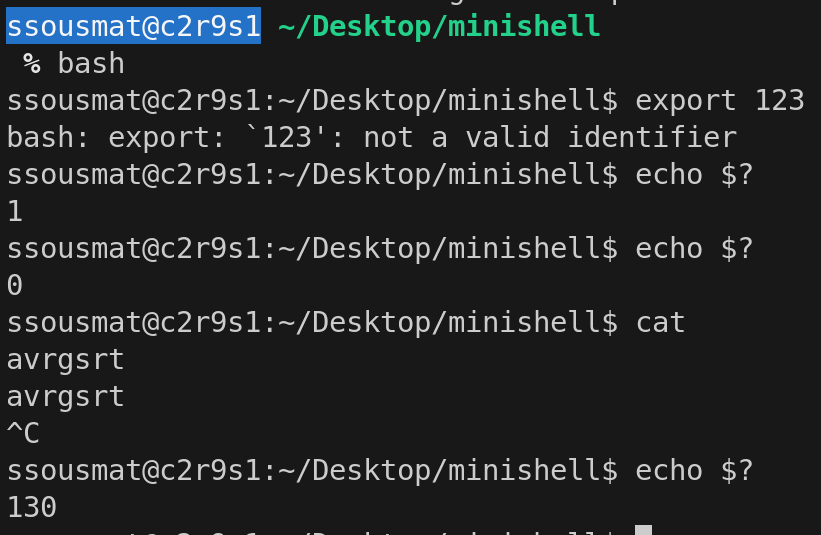 ssousmat@c2r9s1 ~/Desktop/minishell
% bash
ssousmat@c2r9s1:~/Desktop/minishell$ export 123
bash: export: `123': not a valid identifier
ssousmat@c2r9s1:~/Desktop/minishell$ echo $?
1
ssousmat@c2r9s1:~/Desktop/minishell$ echo $?
0
ssousmat@c2r9s1:~/Desktop/minishell$ cat
avrgsrt
avrgsrt
^C
ssousmat@c2r9s1:~/Desktop/minishell$ echo $?
130